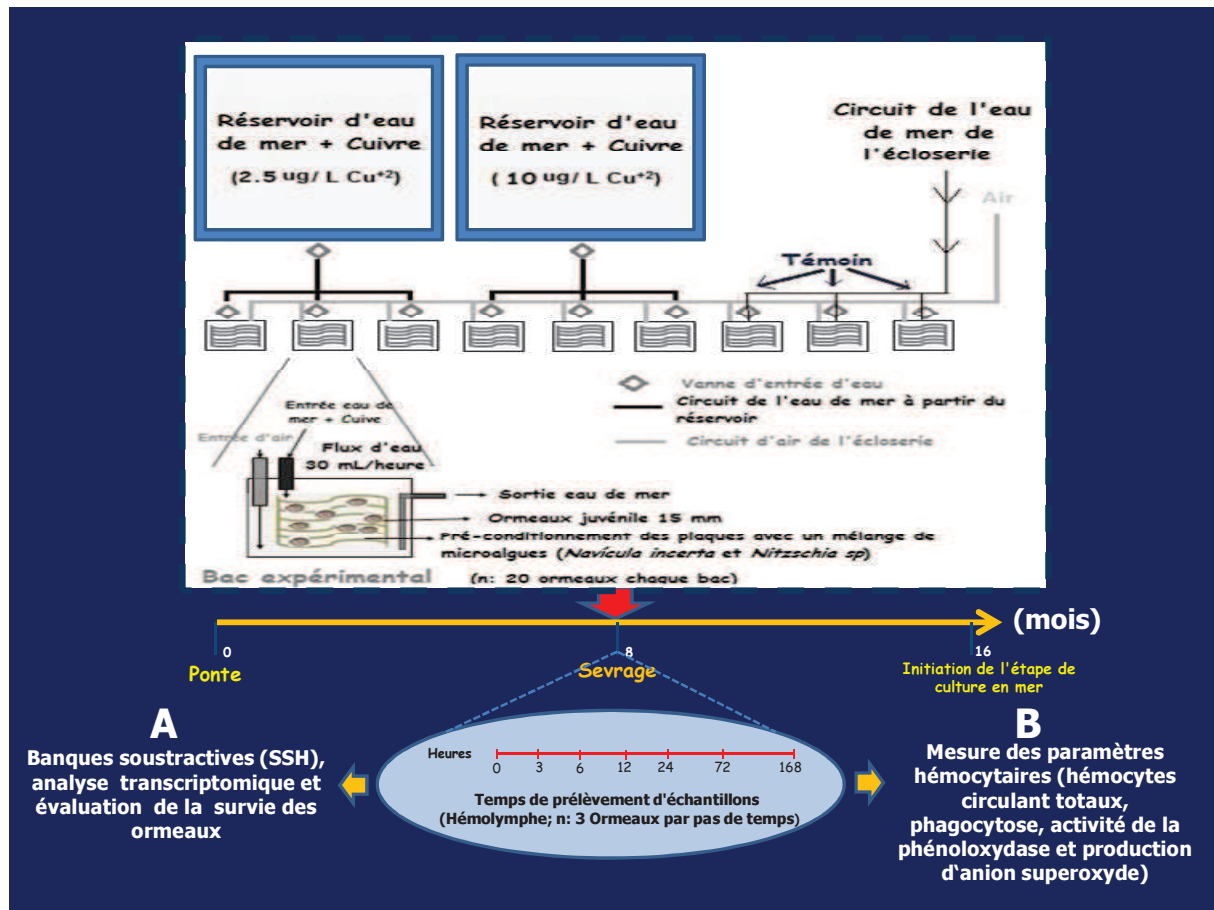 Réservoir d'eau
de mer + Cuivre
(2.5 ug/ L Cu+2)
Réservoir d'eau
de mer + Cuivre
( 10 ug/ L Cu+2)
Circuit de l'eau
de mer de
l'écloserie
Air
Témoin
Vanne d'entrée d'eau
Circuit de l'eau de mer à partir du
réservoir
Circuit d'air de l'écloserie
Entrée eau de
mer + Cuive
Entrée d'air
Flux d'eau
30 mL/heure
Sortie eau de mer
Ormeaux juvénile 15 mm
Pré-conditionnement des plaques avec un mélange de
microalgues (Navicula incerta et Nitzschia sp)
Bac expérimental
(n: 20 ormeaux chaque bac)
(mois)
0
8
16
Ponte
Sevrage
Initiation de l'étape de
culture en mer
A
Banques soustractives (SSH),
analyse transcriptomique et
évaluation de la survie des
ormeaux
Heures
0 3 6 12 24 72 168
Temps de prélèvement d'échantillons
(Hémolymphe; n: 3 Ormeaux par pas de temps)
B
Mesure des paramètres
hémocytaires (hémocytes
circulant totaux,
phagocytose, activité de la
phénoloxydase et production
d'anion superoxyde)